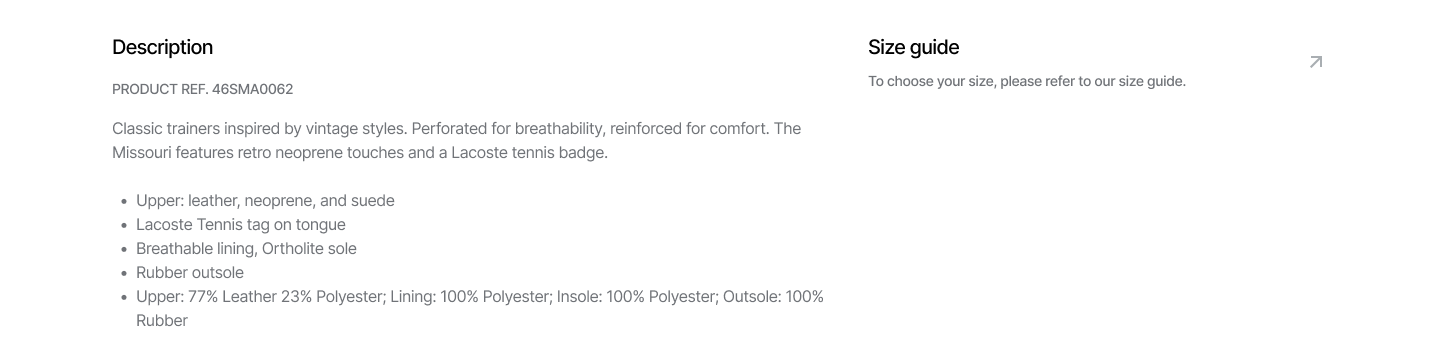 Description
PRODUCT REF. 46SMA0062
Classic trainers inspired by vintage styles. Perforated for breathability, reinforced for comfort. The
Missouri features retro neoprene touches and a Lacoste tennis badge.
• Upper: leather, neoprene, and suede
• Lacoste Tennis tag on tongue
• Breathable lining, Ortholite sole
• Rubber outsole
• Upper: 77% Leather 23% Polyester; Lining: 100% Polyester; Insole: 100% Polyester; Outsole: 100%
Rubber
Size guide
To choose your size, please refer to our size guide.